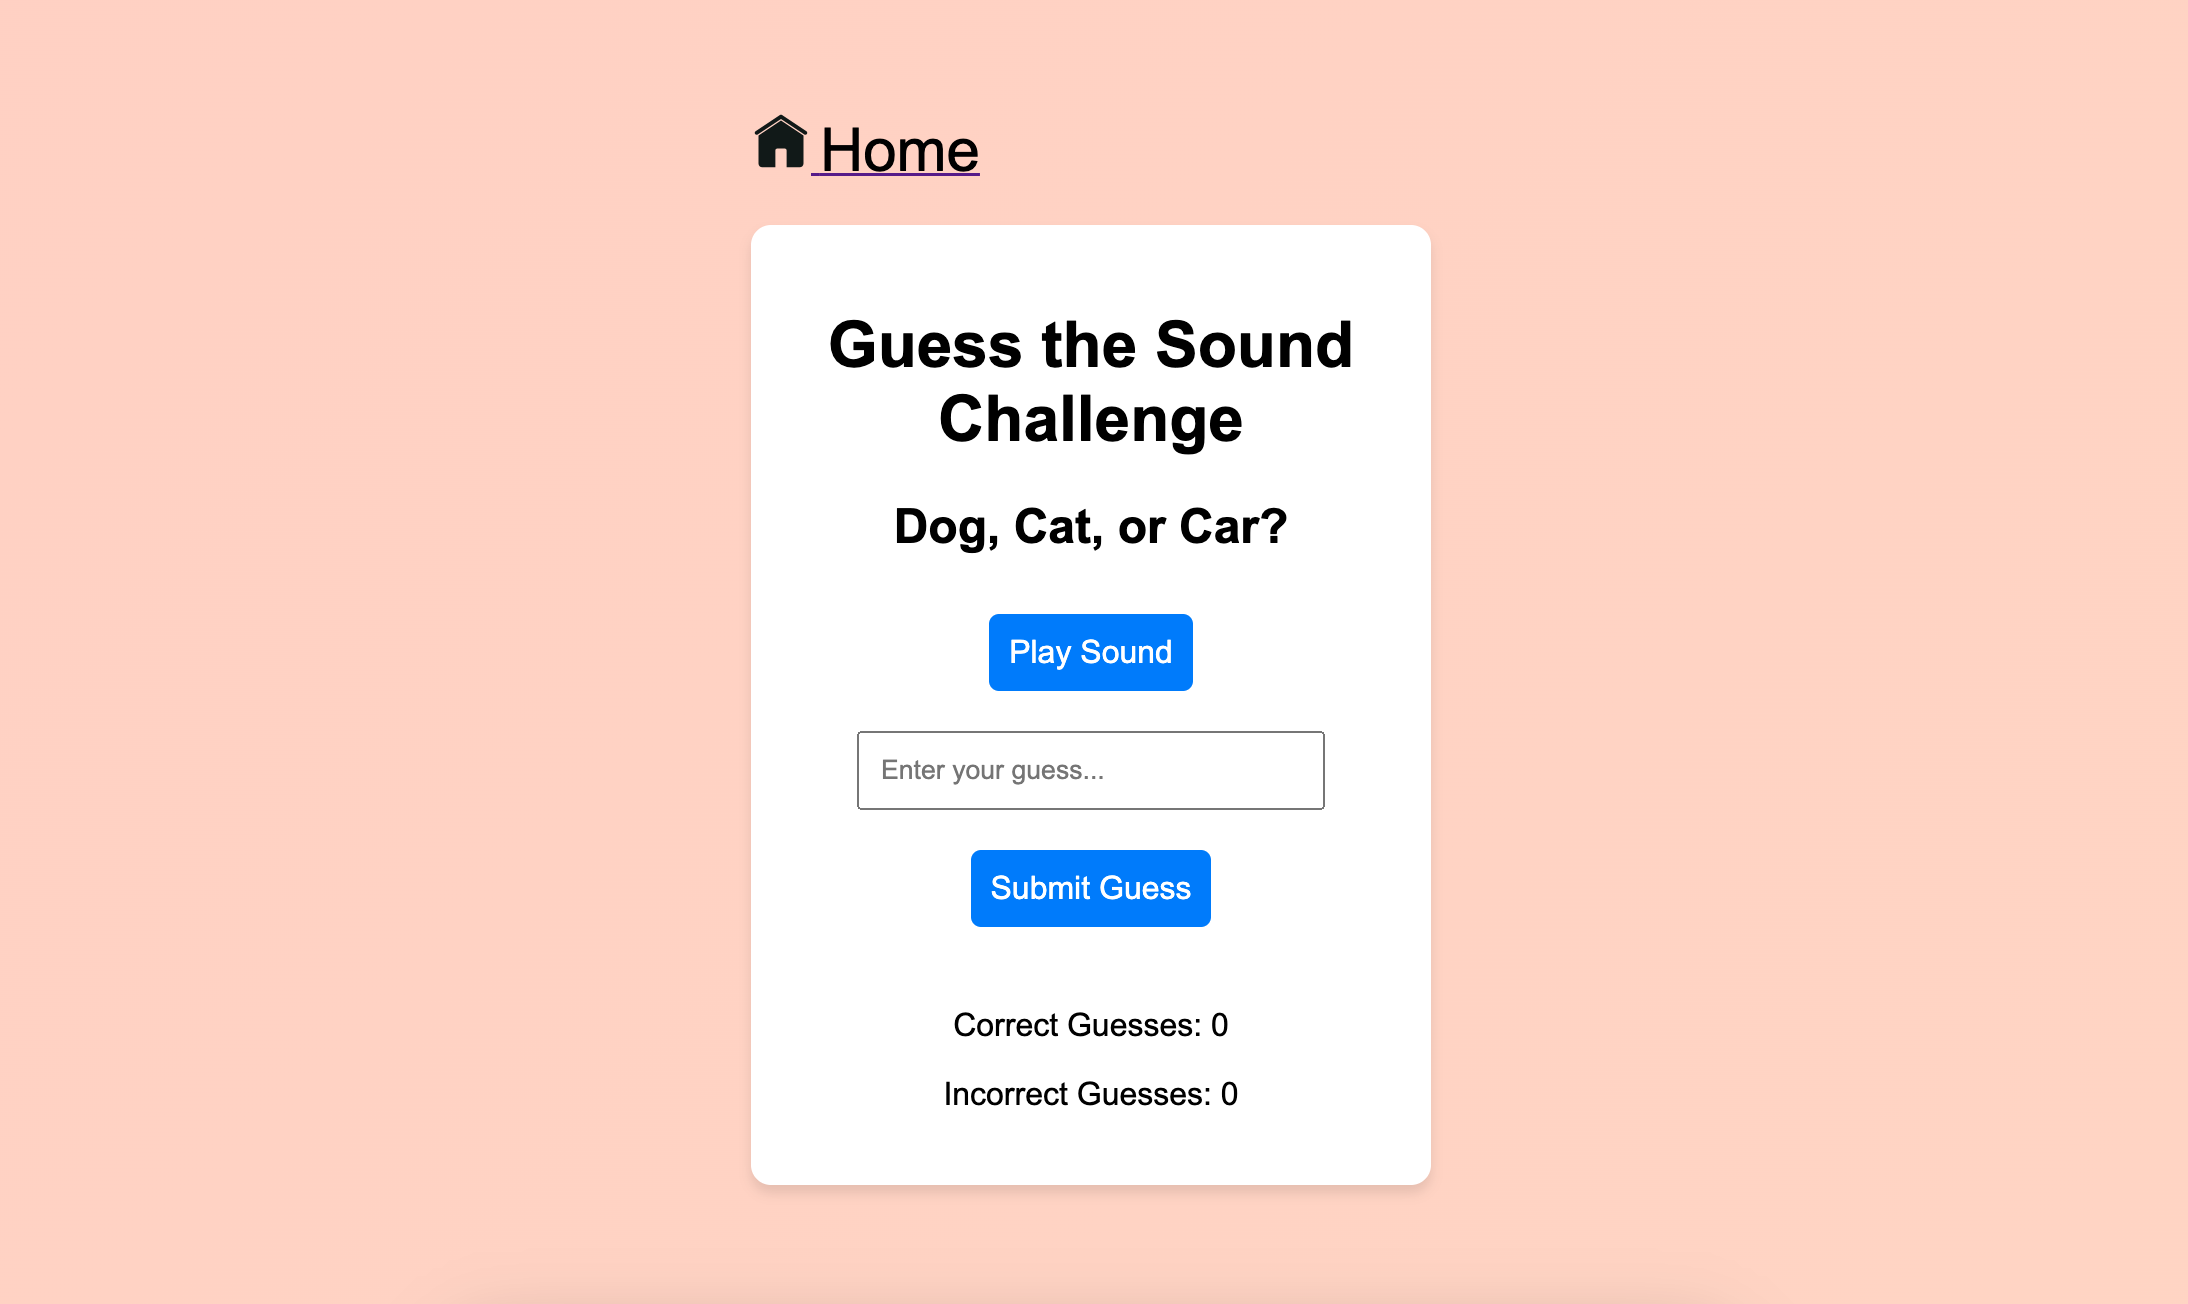 Home
Guess the Sound
Challenge
Dog, Cat, or Car?
Play Sound
Enter your guess...
Submit Guess
Correct Guesses: 0
Incorrect Guesses: 0